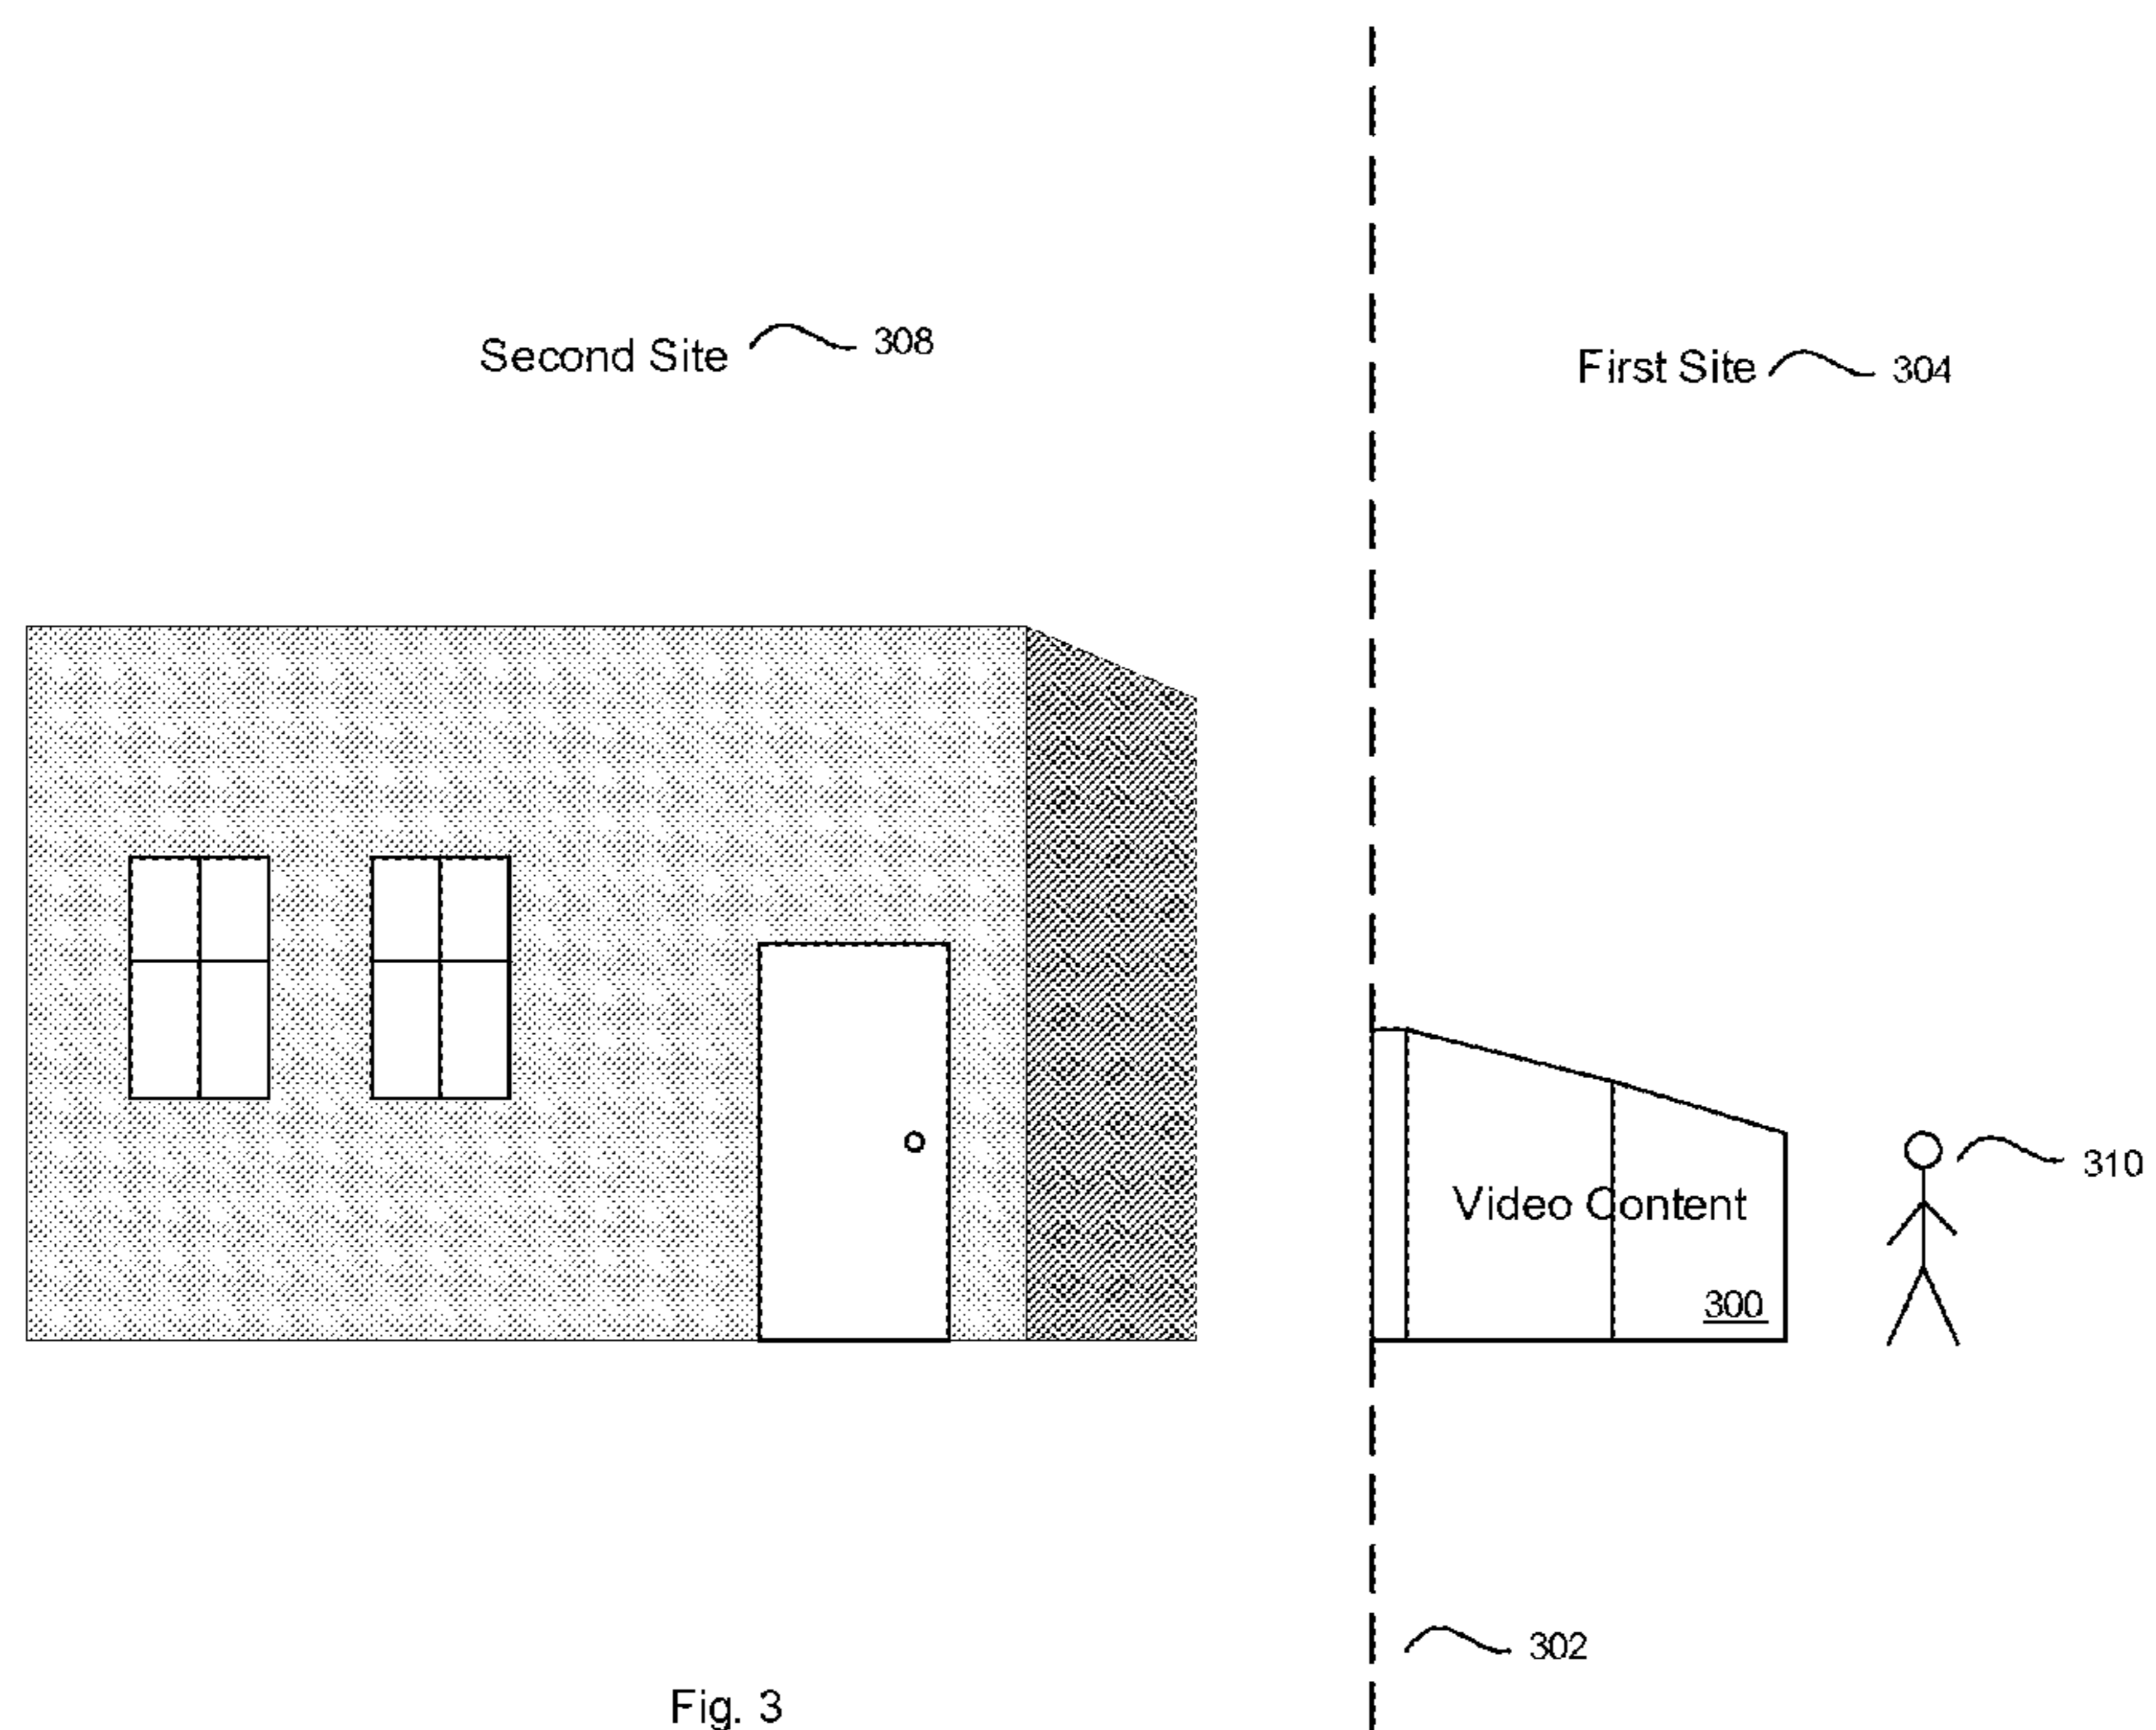 Second Site 308
First Site 304
310
Video Content
300
302
Fig. 3